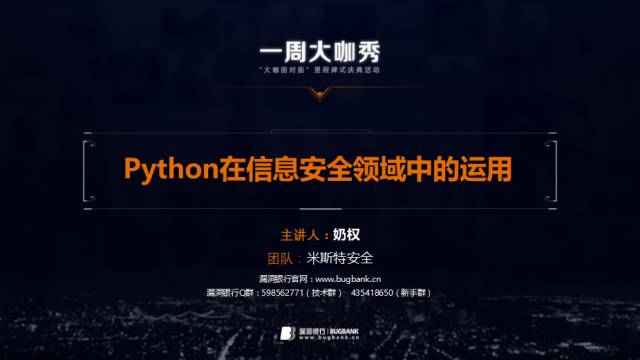 一周大咖秀
“大咖面对面”里程碑式庆典活动
Python在信息安全领域中的运用
主讲人：奶权
团队：米斯特安全
漏洞银行官网：www.bugbank.cn
漏洞银行Q群：598562771（技术群） 435418650（新手群）
漏洞银行 | BUGBANK
www.bugbank.cn